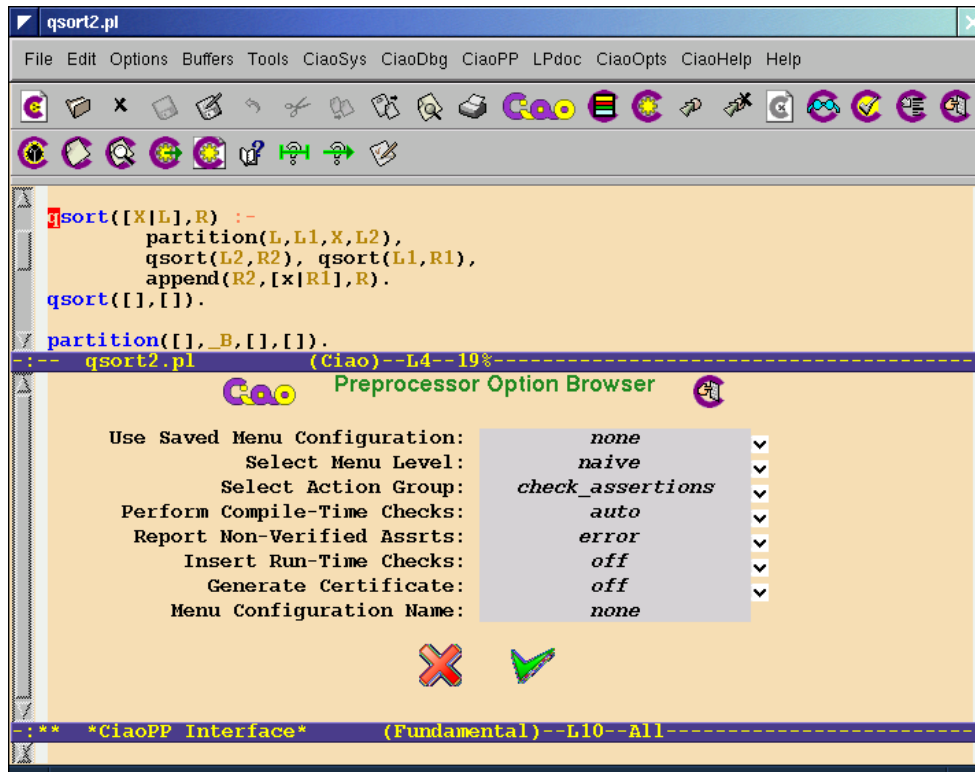 qsort2.pl
File Edit Options Buffers Tools CiaoSys CiaoDbg CiaoPP LPdoc CiaoOpts CiaoHelp Help
Ciao
qsort([X|L],R) :-
partition(L,L1,X,L2),
qsort(L2,R2), qsort(L1,R1),
append(R2,[x|R1],R).
qsort([],[]).
partition([],_B,[],[]).
-:-- qsort2.pl (Ciao)--L4--19%--------------------------------------------
Ciao Preprocessor Option Browser
Use Saved Menu Configuration: none
Select Menu Level: naive
Select Action Group: check_assertions
Perform Compile-Time Checks: auto
Report Non-Verified Assrts: error
Insert Run-Time Checks: off
Generate Certificate: off
Menu Configuration Name: none
-:** *CiaoPP Interface* (Fundamental)--L10--All--------------------------